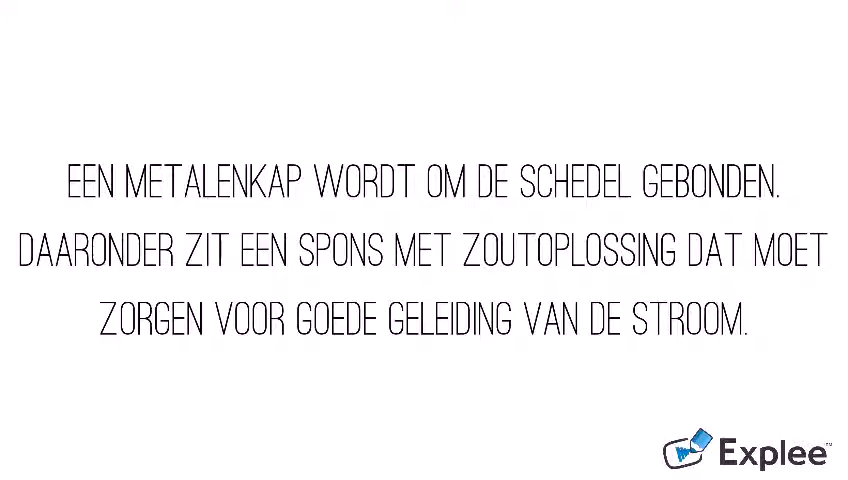 EEN METALENKAP WORDT OM DE SCHEDEL GEBONDEN.
DAARONDER ZIT EEN SPONS MET ZOUTOPLOSSING DAT MOET
ZORGEN VOOR GOEDE GELEIDING VAN DE STROOM.
Explee™